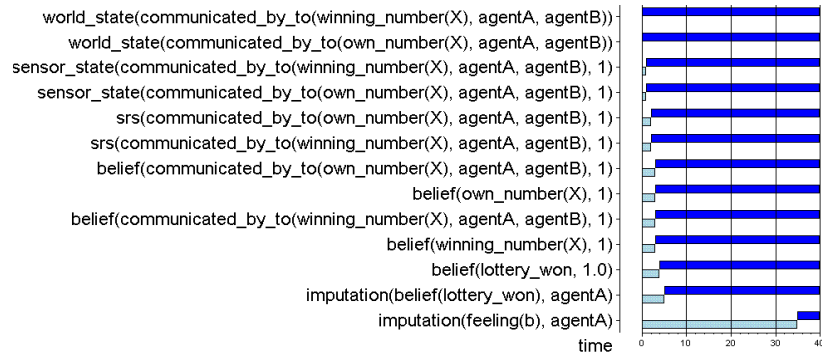 world_state(communicated_by_to(winning_number(X), agentA, agentB))
world_state(communicated_by_to(own_number(X), agentA, agentB))
sensor_state(communicated_by_to(winning_number(X), agentA, agentB), 1)
sensor_state(communicated_by_to(own_number(X), agentA, agentB), 1)
srs(communicated_by_to(own_number(X), agentA, agentB), 1)
srs(communicated_by_to(winning_number(X), agentA, agentB), 1)
belief(communicated_by_to(own_number(X), agentA, agentB), 1)
belief(own_number(X), 1)
belief(communicated_by_to(winning_number(X), agentA, agentB), 1)
belief(winning_number(X), 1)
belief(lottery_won, 1.0)
imputation(belief(lottery_won), agentA)
imputation(feeling(b), agentA)
time 0 10 20 30 40